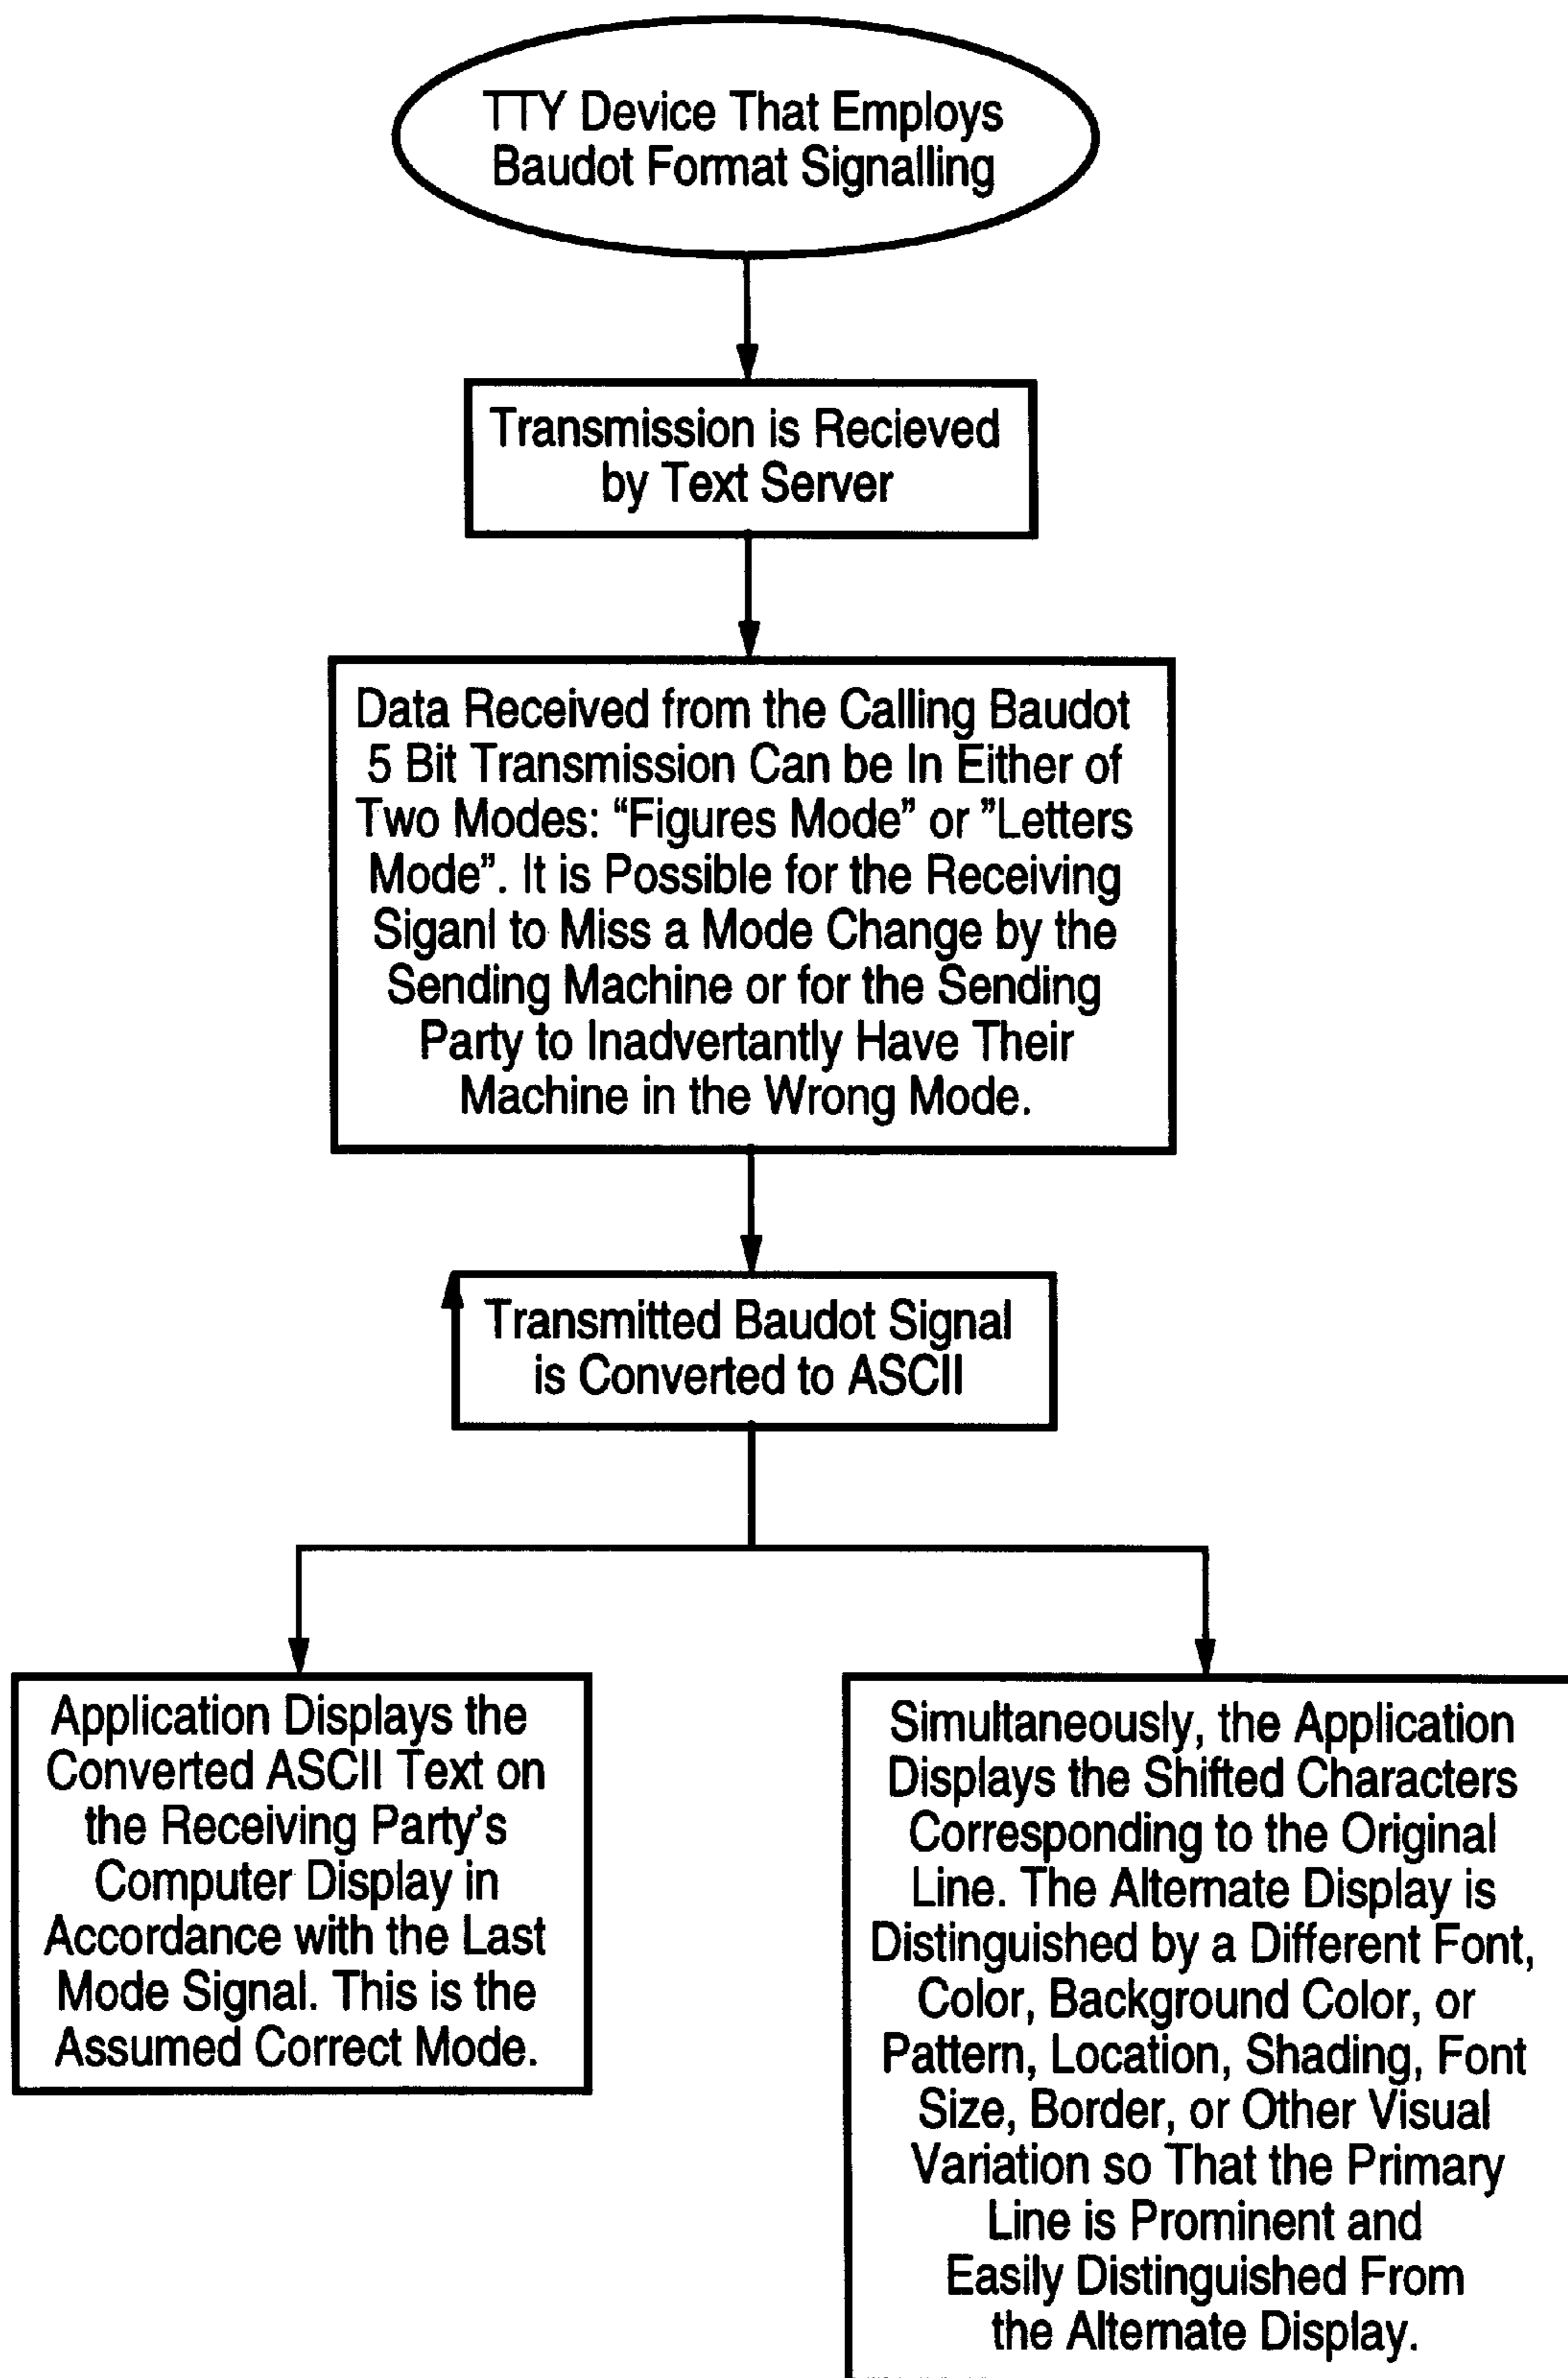 TTY Device That Employs
Baudot Format Signalling
Transmission is Recieved
by Text Server
Data Received from the Calling Baudot
5 Bit Transmission Can be In Either of
Two Modes: “Figures Mode” or ”Letters
Mode”. It is Possible for the Receiving
Siganl to Miss a Mode Change by the
Sending Machine or for the Sending
Party to Inadvertantly Have Their
Machine in the Wrong Mode.
Transmitted Baudot Signal
is Converted to ASCII
Application Displays the
Converted ASCII Text on
the Receiving Party’s
Computer Display in
Accordance with the Last
Mode Signal. This is the
Assumed Correct Mode.
Simultaneously, the Application
Displays the Shifted Characters
Corresponding to the Original
Line. The Alternate Display is
Distinguished by a Different Font,
Color, Background Color, or
Pattern, Location, Shading, Font
Size, Border, or Other Visual
Variation so That the Primary
Line is Prominent and
Easily Distinguished From
the Alternate Display.